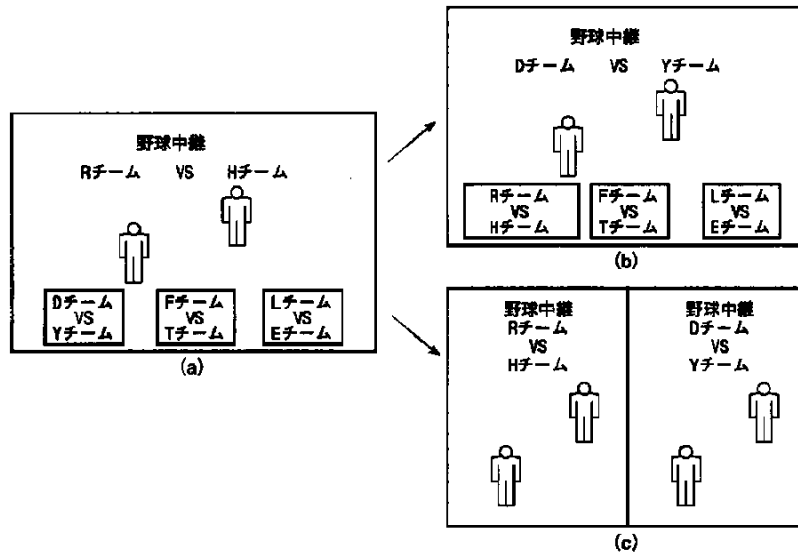 野球中継
Rチーム VS Hチーム
Dチーム
VS
Yチーム
Fチーム
VS
Tチーム
Lチーム
VS
Eチーム
(a)
野球中継
Dチーム VS Yチーム
Rチーム
VS
Hチーム
Fチーム
VS
Tチーム
Lチーム
VS
Eチーム
(b)
野球中継
Rチーム
VS
Hチーム
野球中継
Dチーム
VS
Yチーム
(c)